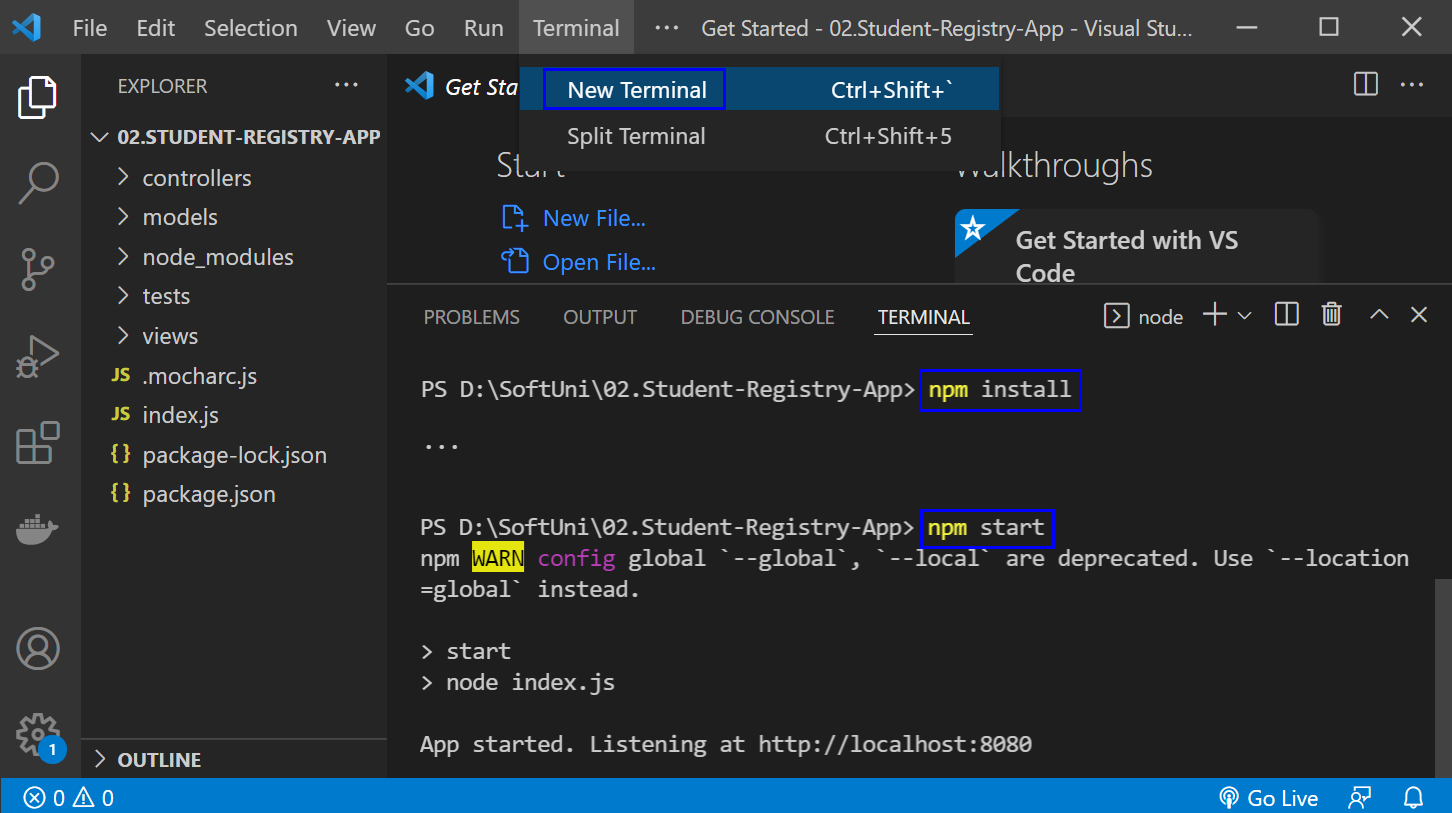 File Edit Selection View Go Run Terminal ··· Get Started - 02.Student-Registry-App - Visual Stu...
EXPLORER ···
02.STUDENT-REGISTRY-APP
controllers
models
node_modules
tests
views
JS .mocharc.js
JS index.js
{} package-lock.json
{} package.json
OUTLINE
Get Sta
New Terminal Ctrl+Shift+`
Split Terminal Ctrl+Shift+5
Start
New File...
Open File...
Walkthroughs
Get Started with VS
Code
PROBLEMS OUTPUT DEBUG CONSOLE TERMINAL node
PS D:\SoftUni\02.Student-Registry-App> npm install
...
PS D:\SoftUni\02.Student-Registry-App> npm start
npm WARN config global `--global`, `--local` are deprecated. Use `--location
=global` instead.
> start
> node index.js
App started. Listening at http://localhost:8080
1
0 0 Go Live